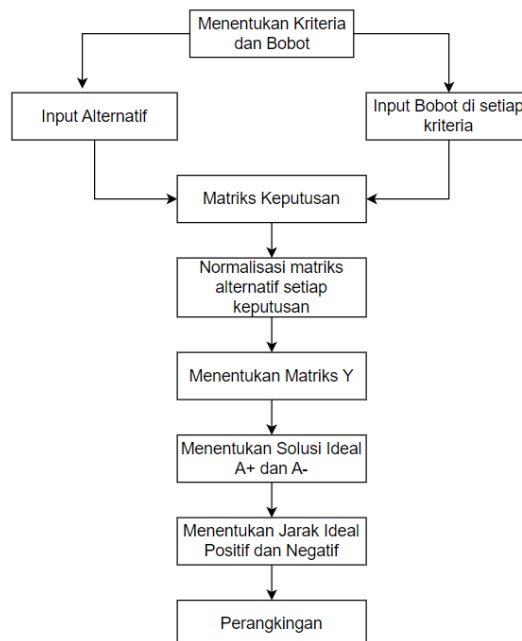 Menentukan Kriteria
dan Bobot
Input Alternatif
Input Bobot di setiap
kriteria
Matriks Keputusan
Normalisasi matriks
alternatif setiap
keputusan
Menentukan Matriks Y
Menentukan Solusi Ideal
A+ dan A-
Menentukan Jarak Ideal
Positif dan Negatif
Perangkingan